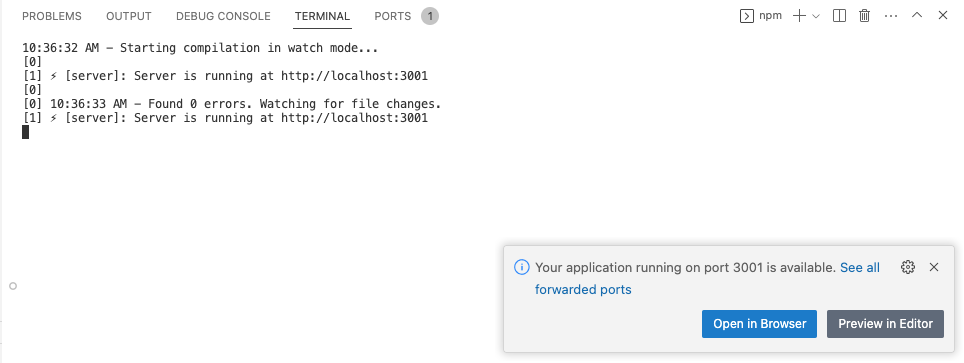 PROBLEMS OUTPUT DEBUG CONSOLE TERMINAL PORTS 1 npm
10:36:32 AM – Starting compilation in watch mode...
[0]
[1] ⚡ [server]: Server is running at http://localhost:3001
[0]
[0] 10:36:33 AM – Found 0 errors. Watching for file changes.
[1] ⚡ [server]: Server is running at http://localhost:3001
Your application running on port 3001 is available. See all
forwarded ports
Open in Browser Preview in Editor